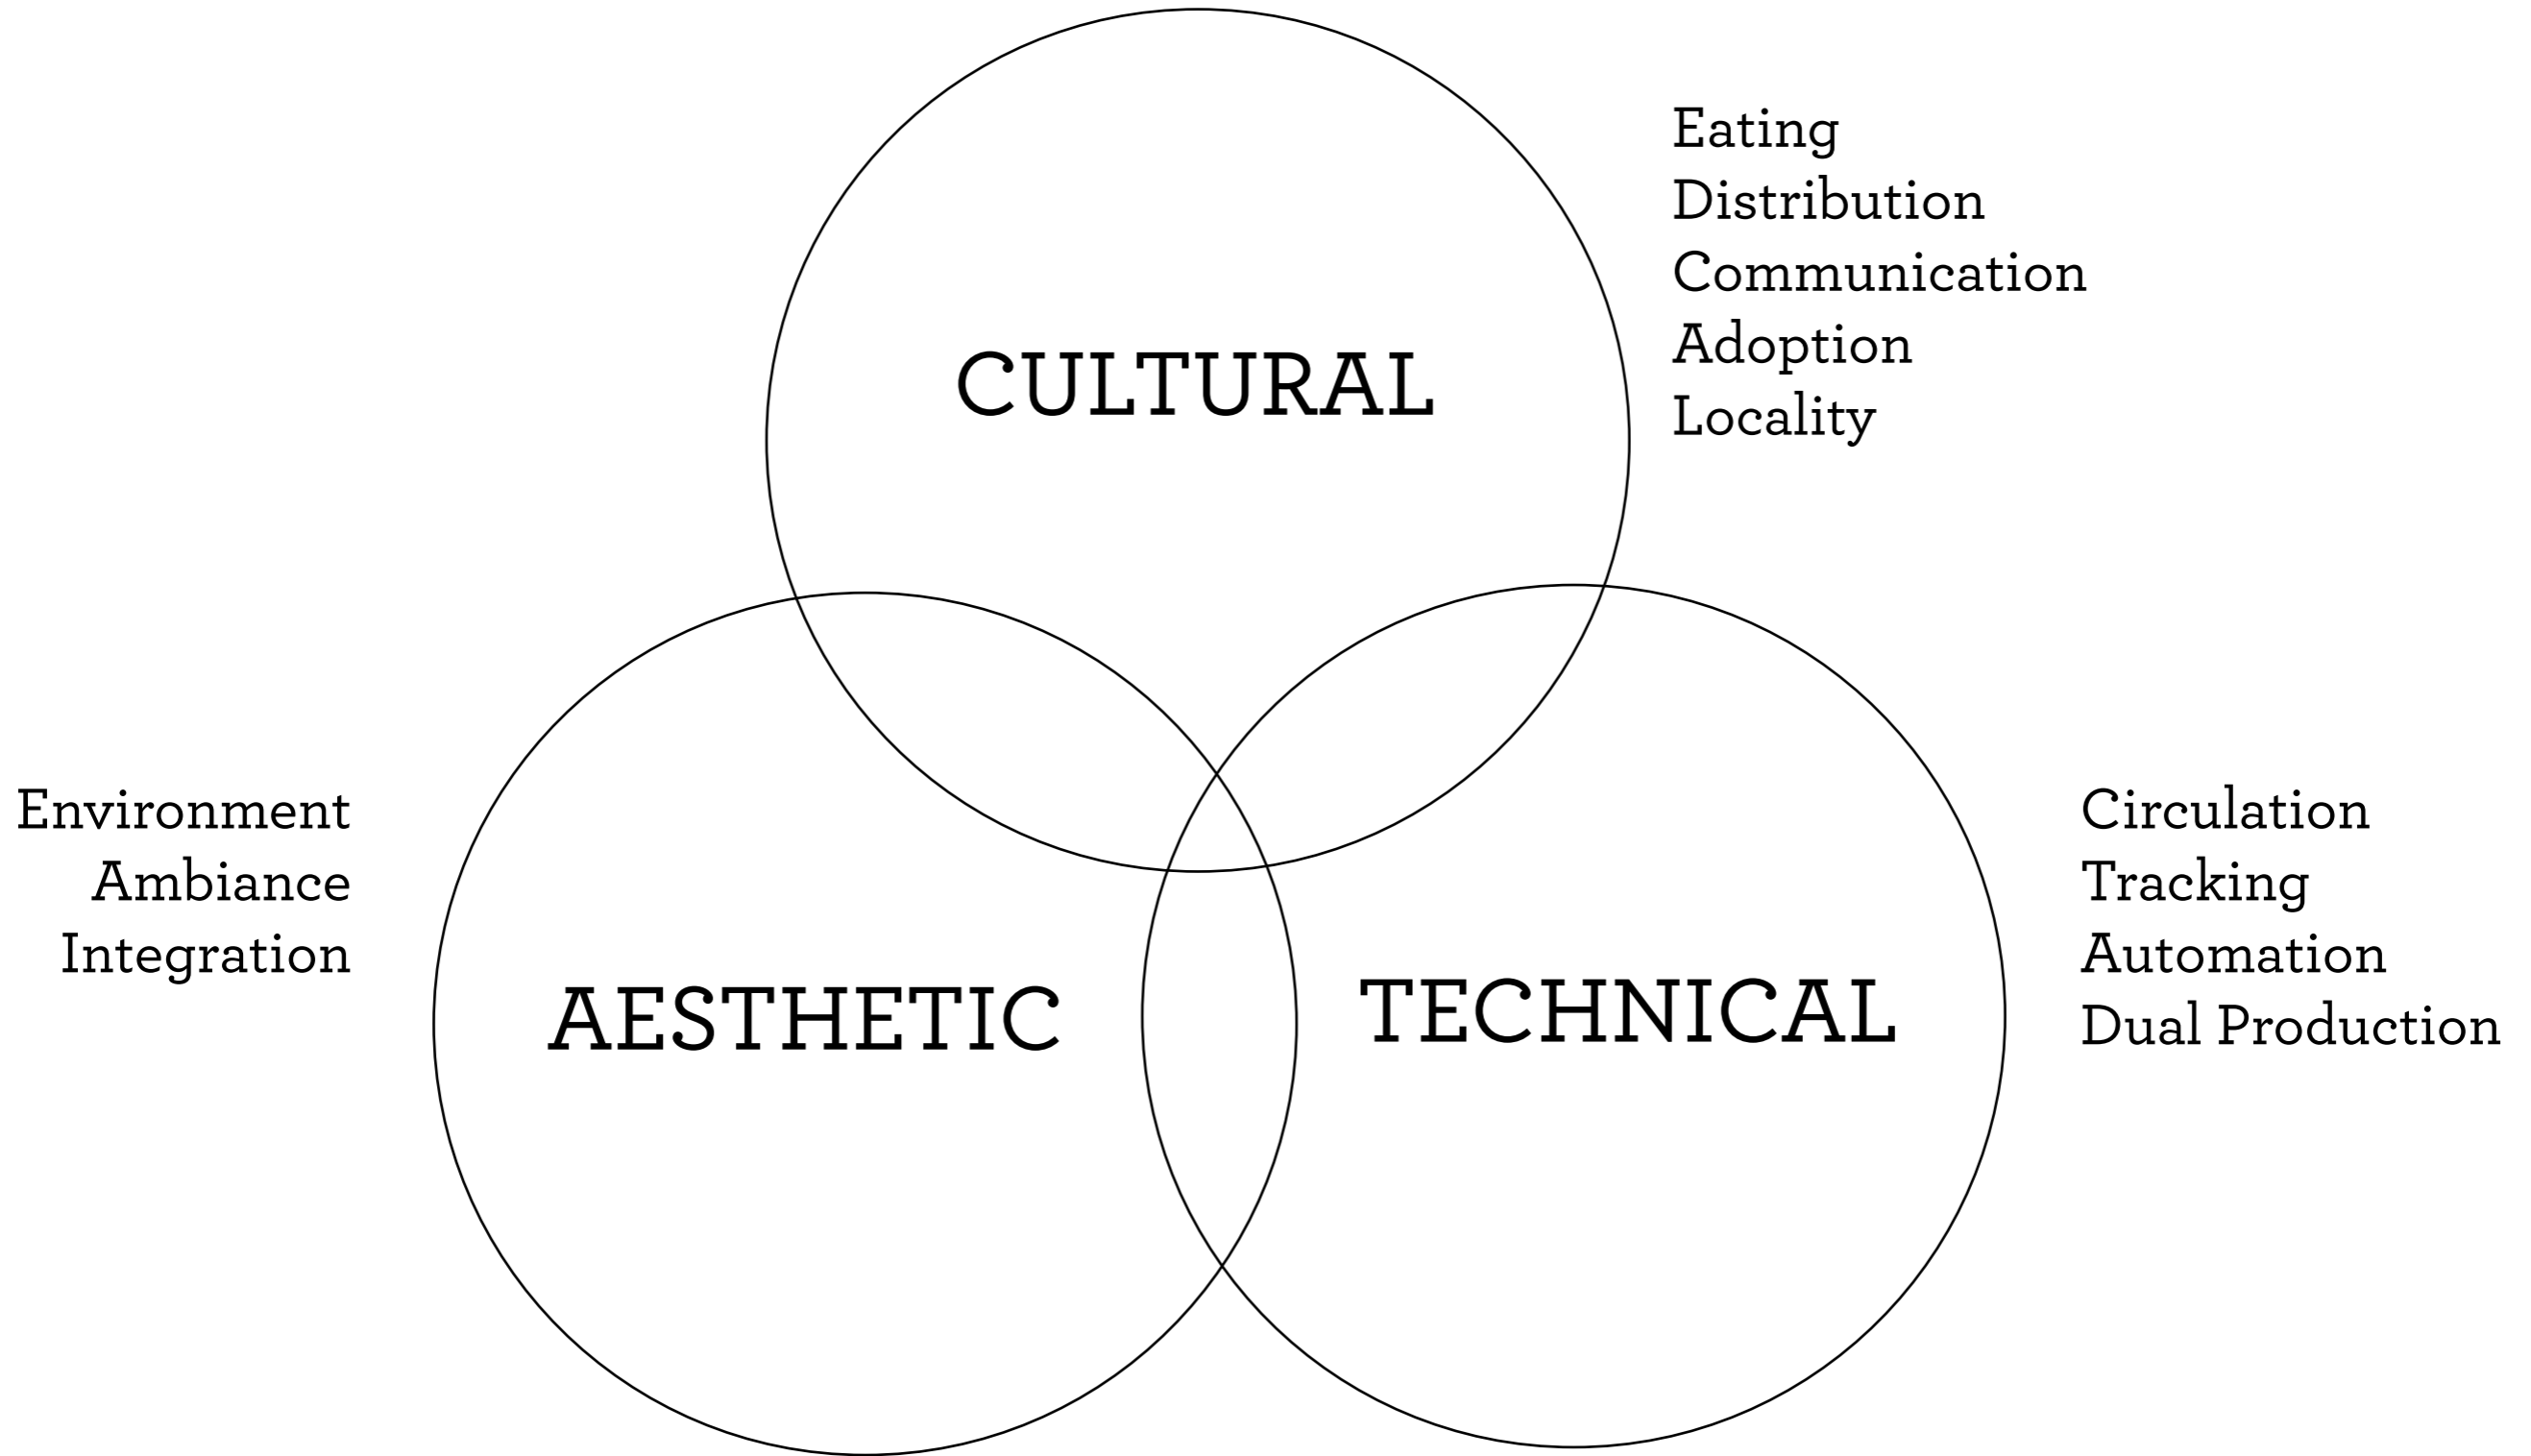 Eating
Distribution
Communication
Adoption
Locality
CULTURAL
Environment
Ambiance
Integration
AESTHETIC
TECHNICAL
Circulation
Tracking
Automation
Dual Production